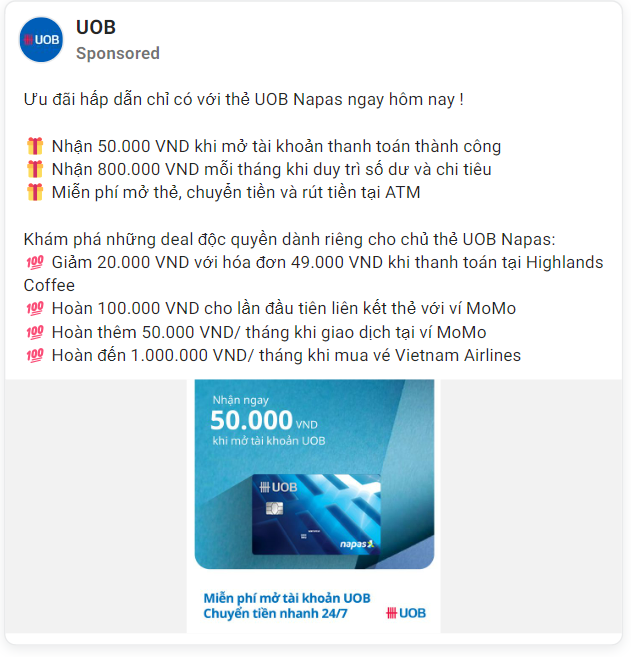 UOB
UOB
Sponsored
Ưu đãi hấp dẫn chỉ có với thẻ UOB Napas ngay hôm nay !
🎁 Nhận 50.000 VND khi mở tài khoản thanh toán thành công
🎁 Nhận 800.000 VND mỗi tháng khi duy trì số dư và chi tiêu
🎁 Miễn phí mở thẻ, chuyển tiền và rút tiền tại ATM
Khám phá những deal độc quyền dành riêng cho chủ thẻ UOB Napas:
💯 Giảm 20.000 VND với hóa đơn 49.000 VND khi thanh toán tại Highlands
Coffee
💯 Hoàn 100.000 VND cho lần đầu tiên liên kết thẻ với ví MoMo
💯 Hoàn thêm 50.000 VND/ tháng khi giao dịch tại ví MoMo
💯 Hoàn đến 1.000.000 VND/ tháng khi mua vé Vietnam Airlines
Nhận ngay
50.000 VND
khi mở tài khoản UOB
UOB
napas
Miễn phí mở tài khoản UOB
Chuyển tiền nhanh 24/7
UOB